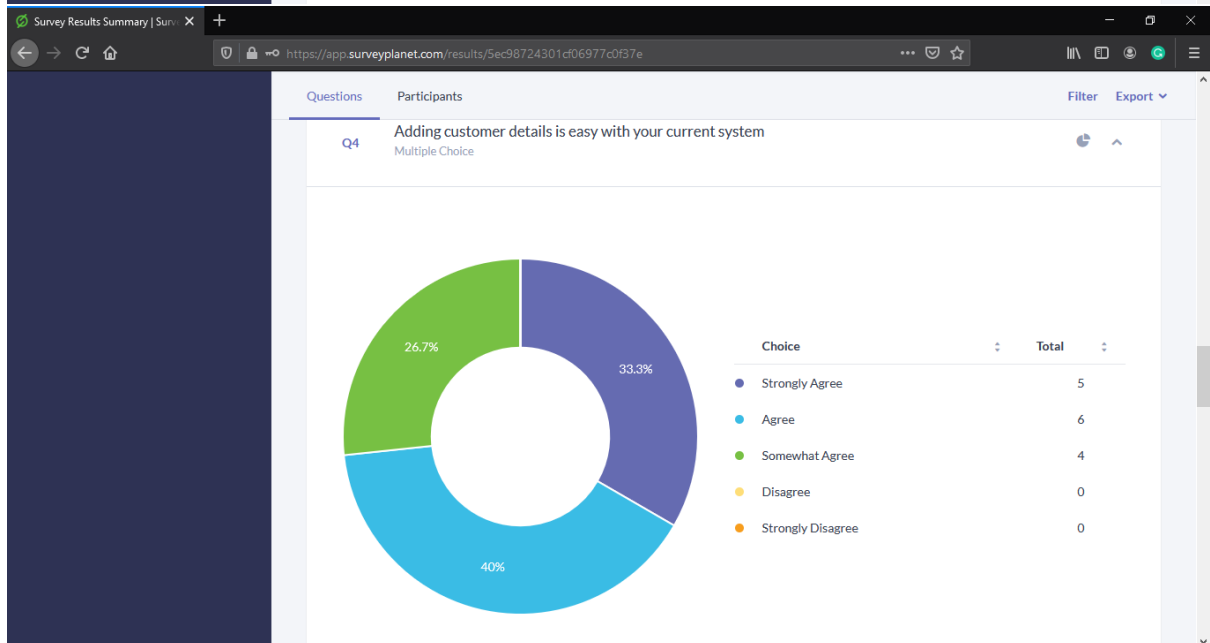 Survey Results Summary | Surve
https://app.surveyplanet.com/results/5ec98724301cf06977c0f37e
Questions Participants Filter Export
Q4 Adding customer details is easy with your current system
Multiple Choice
26.7%
33.3%
40%
Choice Total
Strongly Agree 5
Agree 6
Somewhat Agree 4
Disagree 0
Strongly Disagree 0